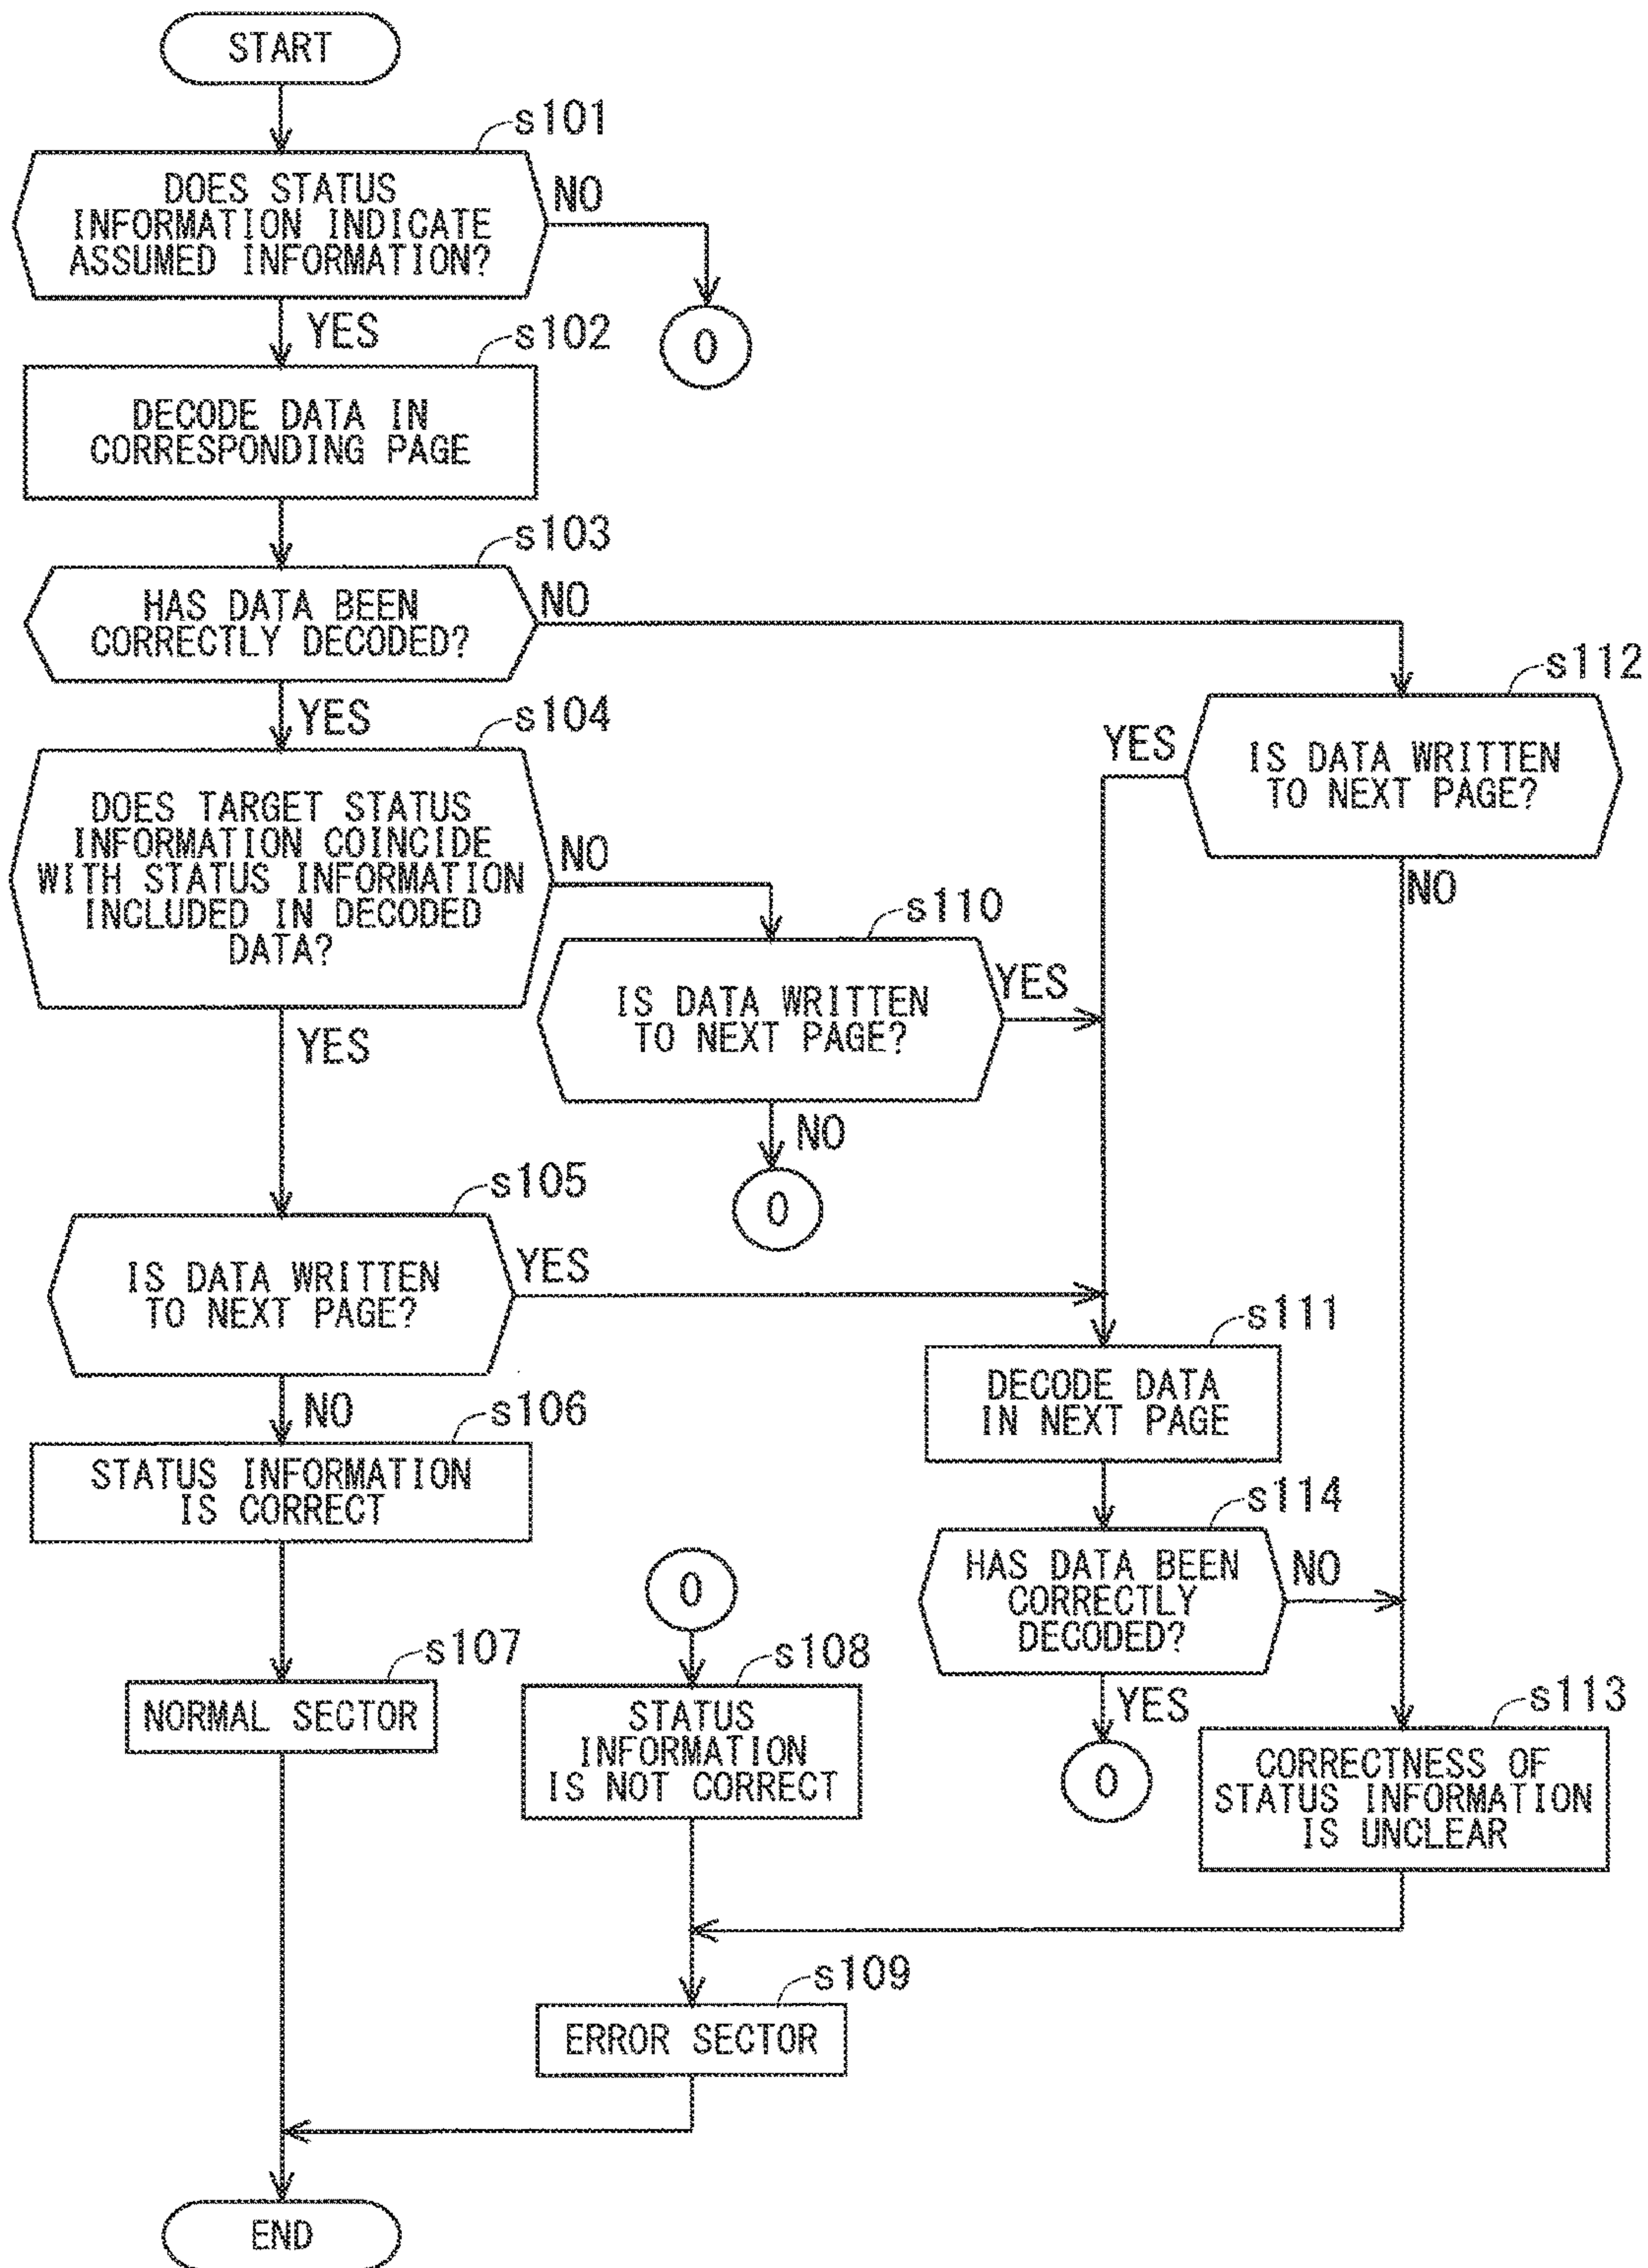 START
s101
DOES STATUS
INFORMATION INDICATE
ASSUMED INFORMATION?
NO
0
YES
s102
DECODE DATA IN
CORRESPONDING PAGE
s103
HAS DATA BEEN
CORRECTLY DECODED?
NO
YES
s112
IS DATA WRITTEN
TO NEXT PAGE?
YES
NO
s104
DOES TARGET STATUS
INFORMATION COINCIDE
WITH STATUS INFORMATION
INCLUDED IN DECODED
DATA?
NO
YES
s110
IS DATA WRITTEN
TO NEXT PAGE?
YES
NO
0
s105
IS DATA WRITTEN
TO NEXT PAGE?
YES
NO
s111
DECODE DATA
IN NEXT PAGE
s106
STATUS INFORMATION
IS CORRECT
s114
HAS DATA BEEN
CORRECTLY
DECODED?
NO
YES
0
0
s107
NORMAL SECTOR
s108
STATUS
INFORMATION
IS NOT CORRECT
s113
CORRECTNESS OF
STATUS INFORMATION
IS UNCLEAR
s109
ERROR SECTOR
END